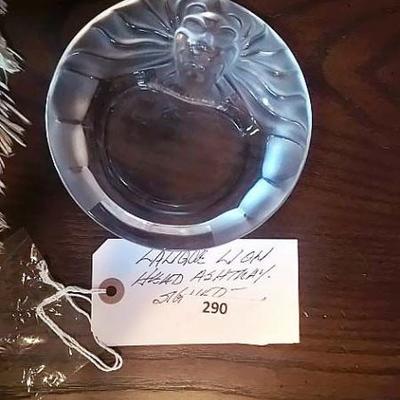 LALIQUE LION
HEAD ASHTRAY.
SIGNED -
290